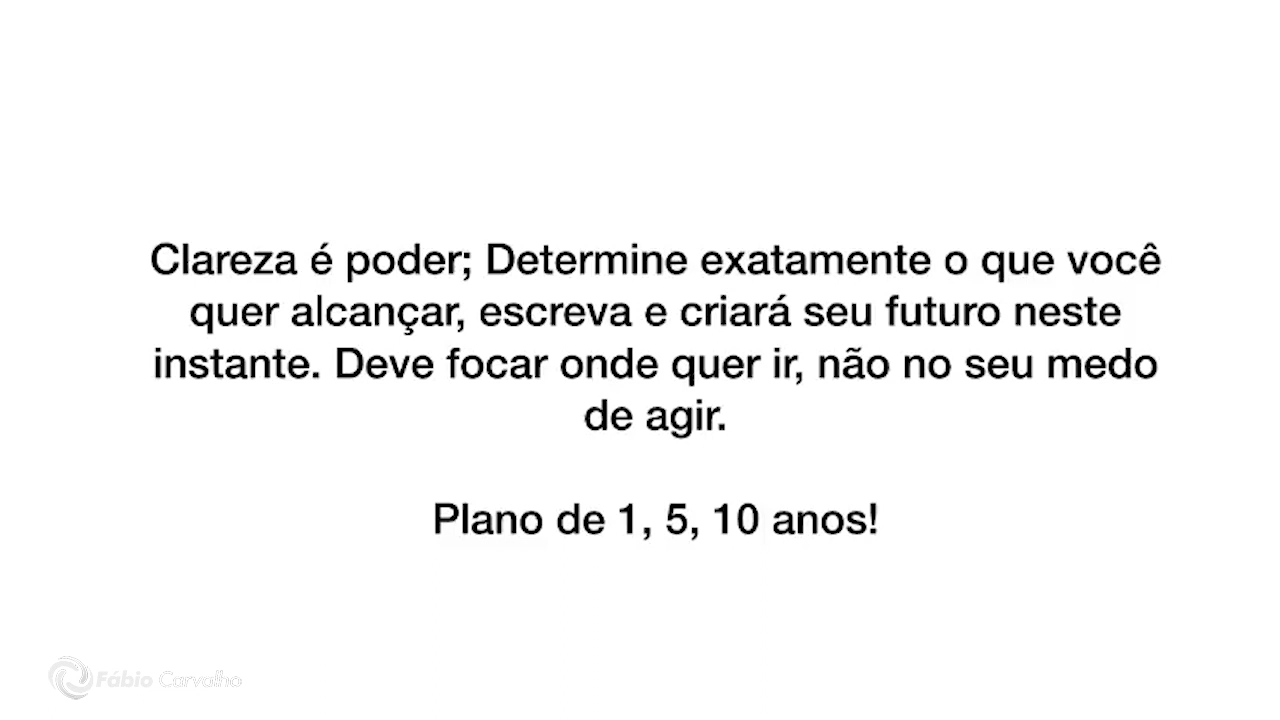 Clareza é poder; Determine exatamente o que você
quer alcançar, escreva e criará seu futuro neste
instante. Deve focar onde quer ir, não no seu medo
de agir.
Plano de 1, 5, 10 anos!
Fábio Carvalho